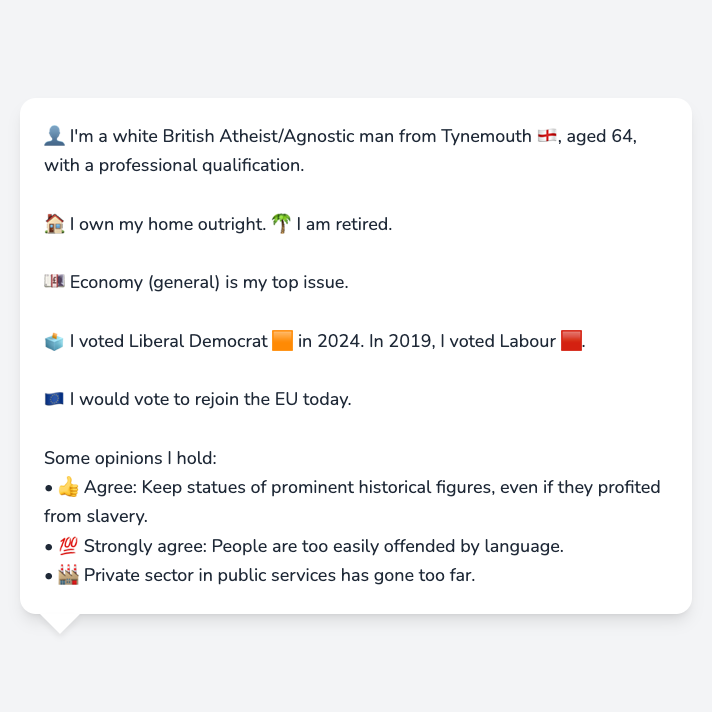 👤 I'm a white British Atheist/Agnostic man from Tynemouth 🏴󠁧󠁢󠁥󠁮󠁧󠁿, aged 64,
with a professional qualification.
🏠 I own my home outright. 🌴 I am retired.
💷 Economy (general) is my top issue.
🗳️ I voted Liberal Democrat 🟧 in 2024. In 2019, I voted Labour 🟥.
🇪🇺 I would vote to rejoin the EU today.
Some opinions I hold:
• 👍 Agree: Keep statues of prominent historical figures, even if they profited
from slavery.
• 💯 Strongly agree: People are too easily offended by language.
• 🏭 Private sector in public services has gone too far.